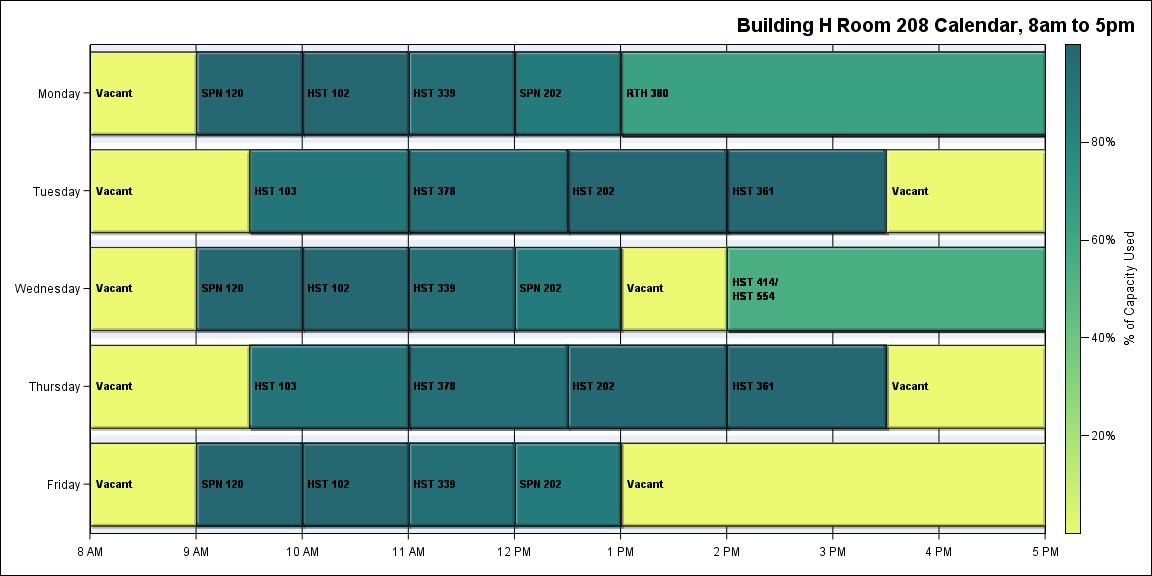 Building H Room 208 Calendar, 8am to 5pm
Monday
Vacant
SPN 120
HST 102
HST 339
SPN 202
RTH 380
Tuesday
Vacant
HST 103
HST 378
HST 202
HST 361
Vacant
Wednesday
Vacant
SPN 120
HST 102
HST 339
SPN 202
Vacant
HST 414/
HST 554
Thursday
Vacant
HST 103
HST 378
HST 202
HST 361
Vacant
Friday
Vacant
SPN 120
HST 102
HST 339
SPN 202
Vacant
8 AM
9 AM
10 AM
11 AM
12 PM
1 PM
2 PM
3 PM
4 PM
5 PM
80%
60%
40%
20%
% of Capacity Used